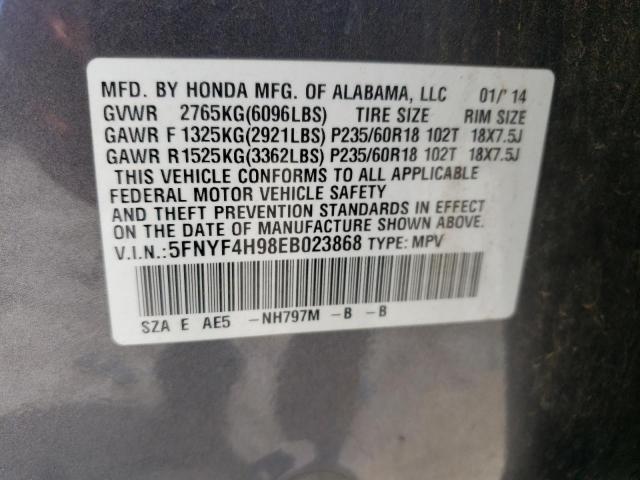 MFD. BY HONDA MFG. OF ALABAMA, LLC 01/'14
GVWR 2765KG(6096LBS) TIRE SIZE RIM SIZE
GAWR F 1325KG(2921LBS) P235/60R18 102T 18X7.5J
GAWR R 1525KG(3362LBS) P235/60R18 102T 18X7.5J
THIS VEHICLE CONFORMS TO ALL APPLICABLE
FEDERAL MOTOR VEHICLE SAFETY
AND THEFT PREVENTION STANDARDS IN EFFECT
ON THE DATE OF MANUFACTURE SHOWN ABOVE.
V.I.N.:5FNYF4H98EB023868 TYPE: MPV
SZA E AE5 -NH797M -B -B